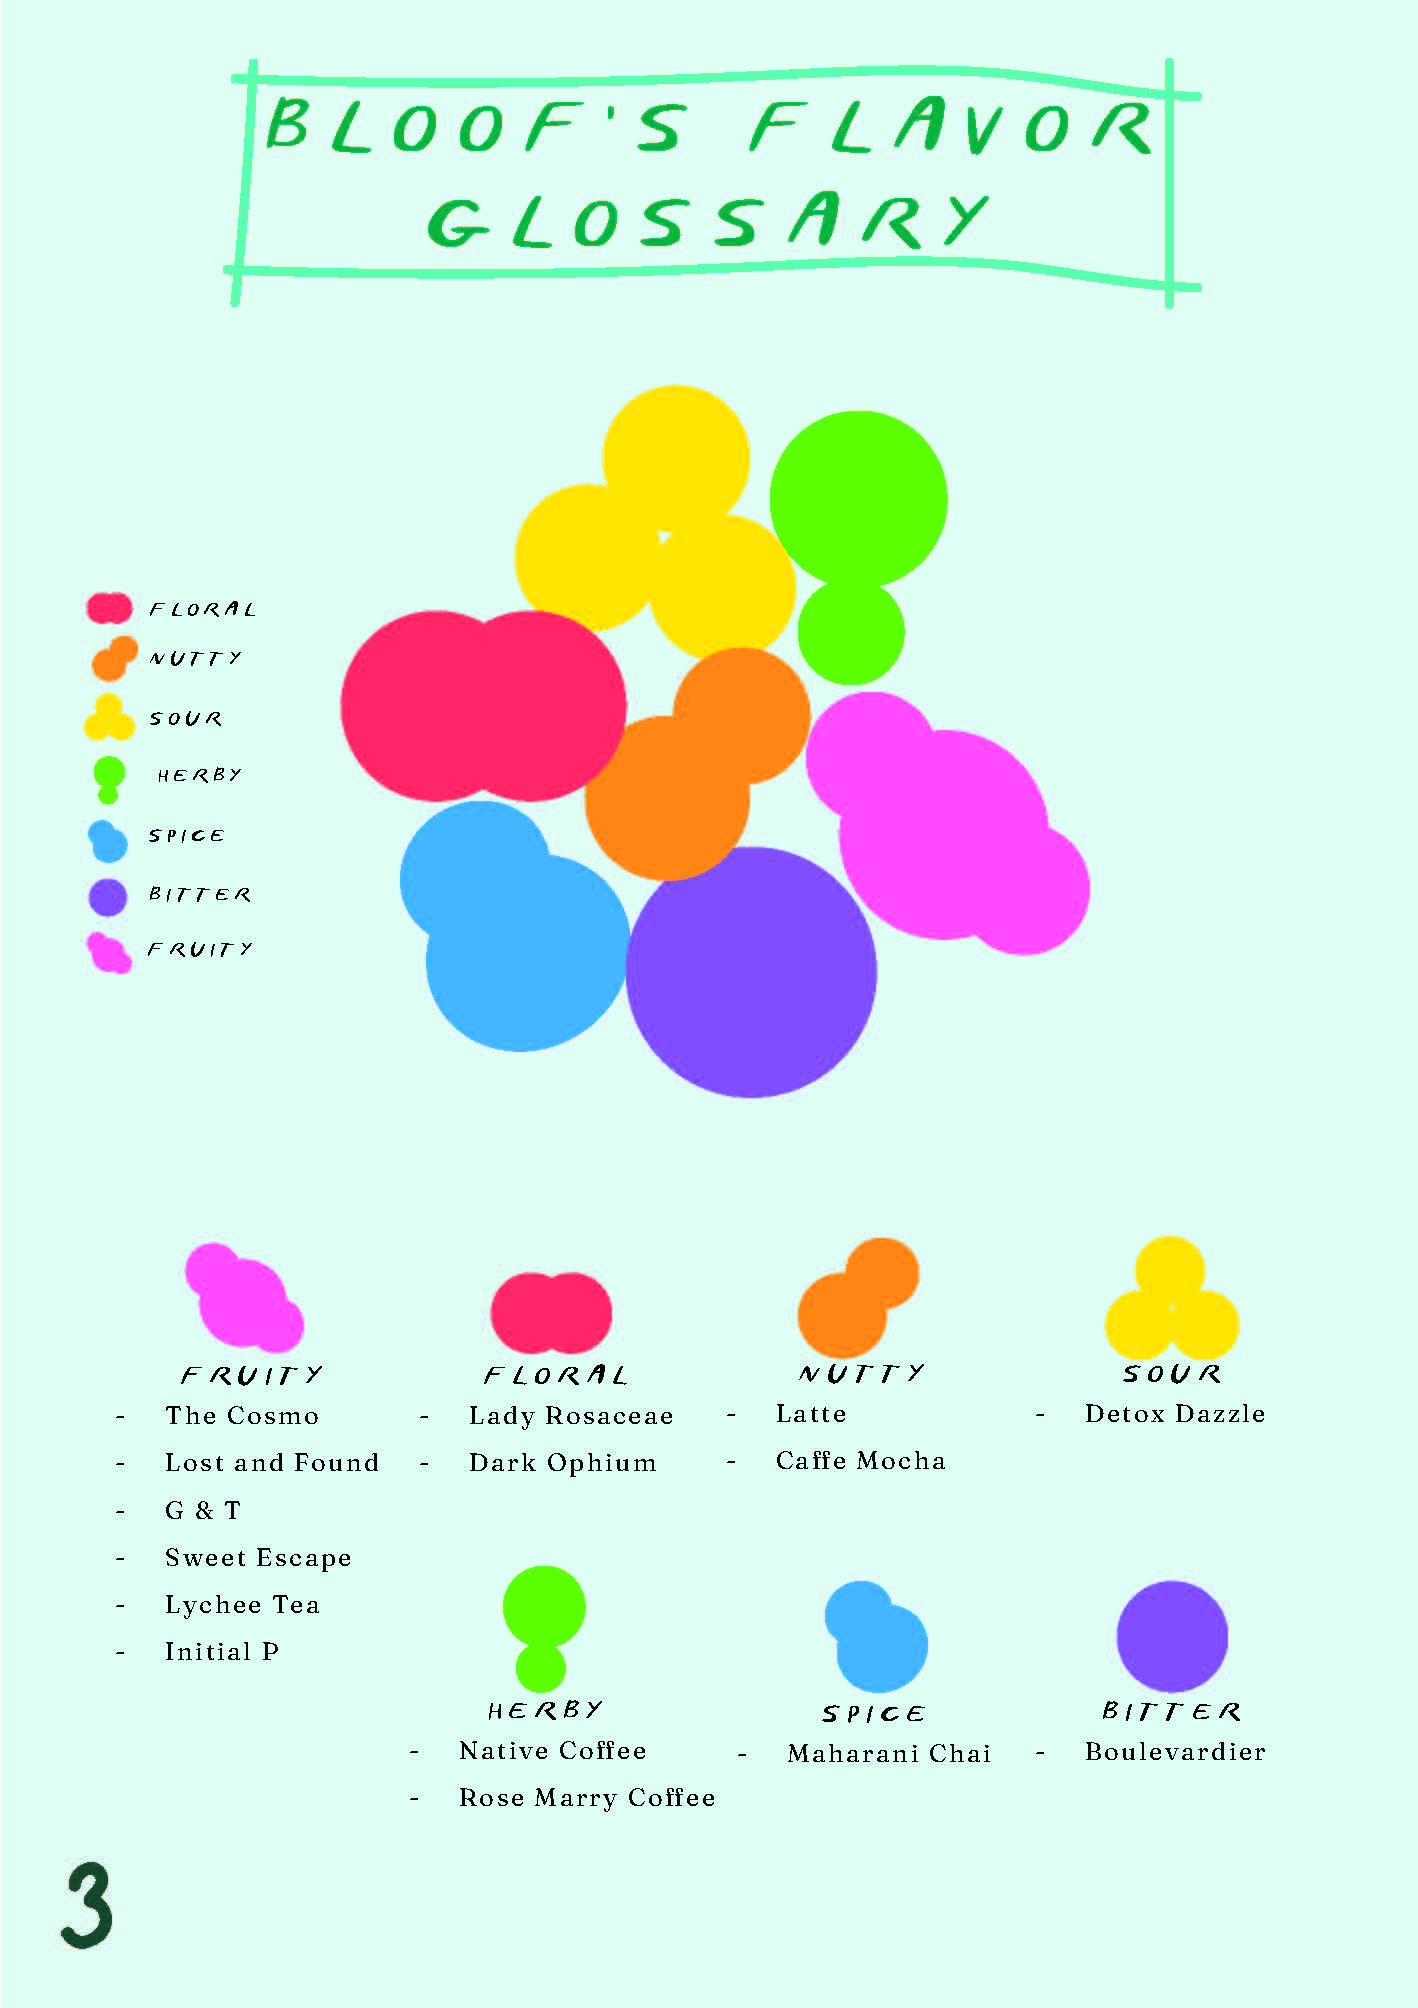 BLOOF'S FLAVOR
GLOSSARY
FLORAL
NUTTY
SOUR
HERBY
SPICE
BITTER
FRUITY
FRUITY
- The Cosmo
- Lost and Found
- G & T
- Sweet Escape
- Lychee Tea
- Initial P
FLORAL
- Lady Rosaceae
- Dark Ophium
NUTTY
- Latte
- Caffe Mocha
SOUR
- Detox Dazzle
HERBY
- Native Coffee
- Rose Marry Coffee
SPICE
- Maharani Chai
BITTER
- Boulevardier
3